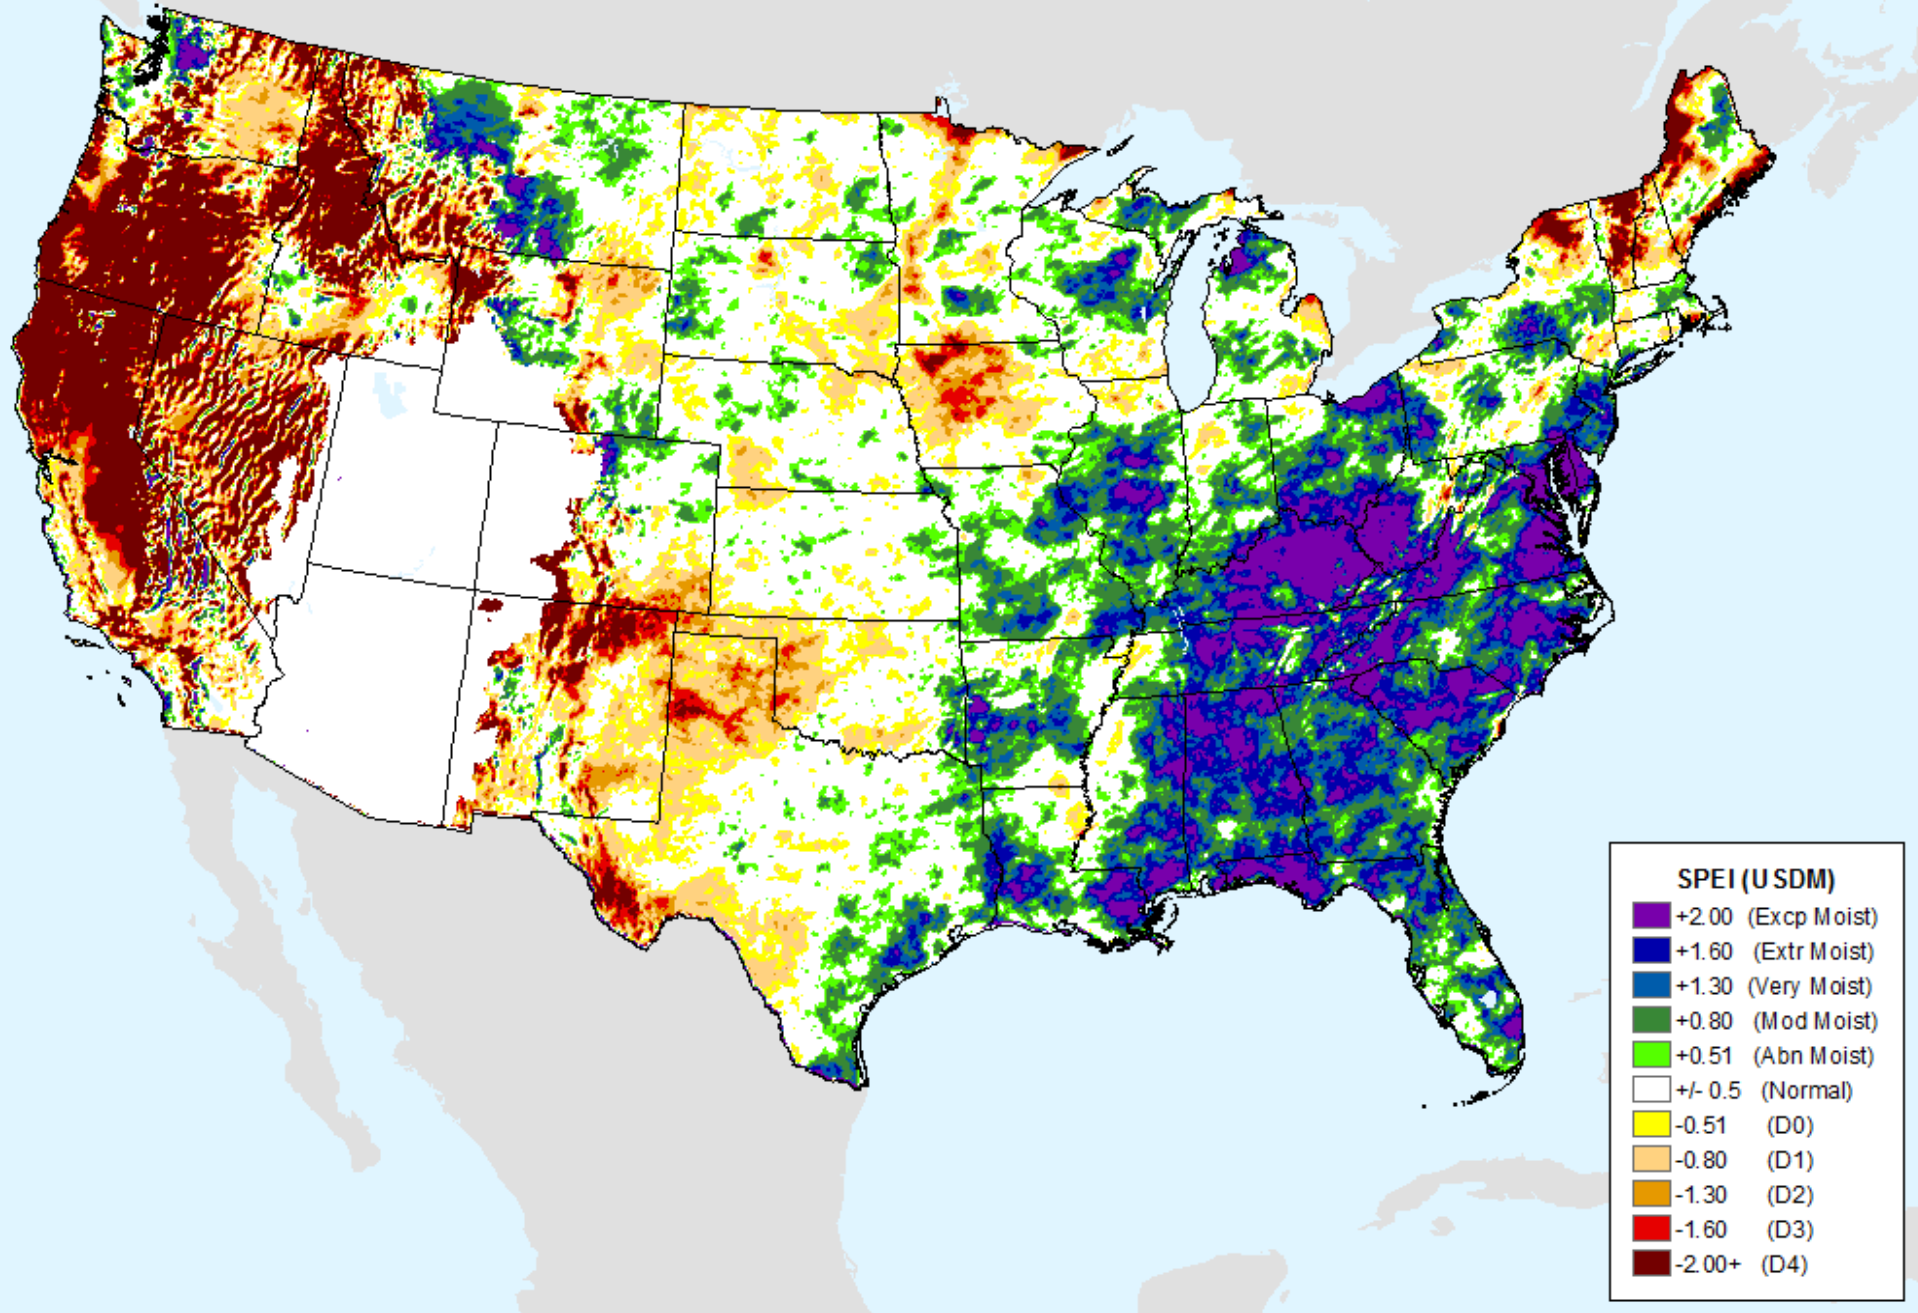 SPEI (USDM)
+2.00 (Excp Moist)
+1.60 (Extr Moist)
+1.30 (Very Moist)
+0.80 (Mod Moist)
+0.51 (Abn Moist)
+/- 0.5 (Normal)
-0.51 (D0)
-0.80 (D1)
-1.30 (D2)
-1.60 (D3)
-2.00+ (D4)